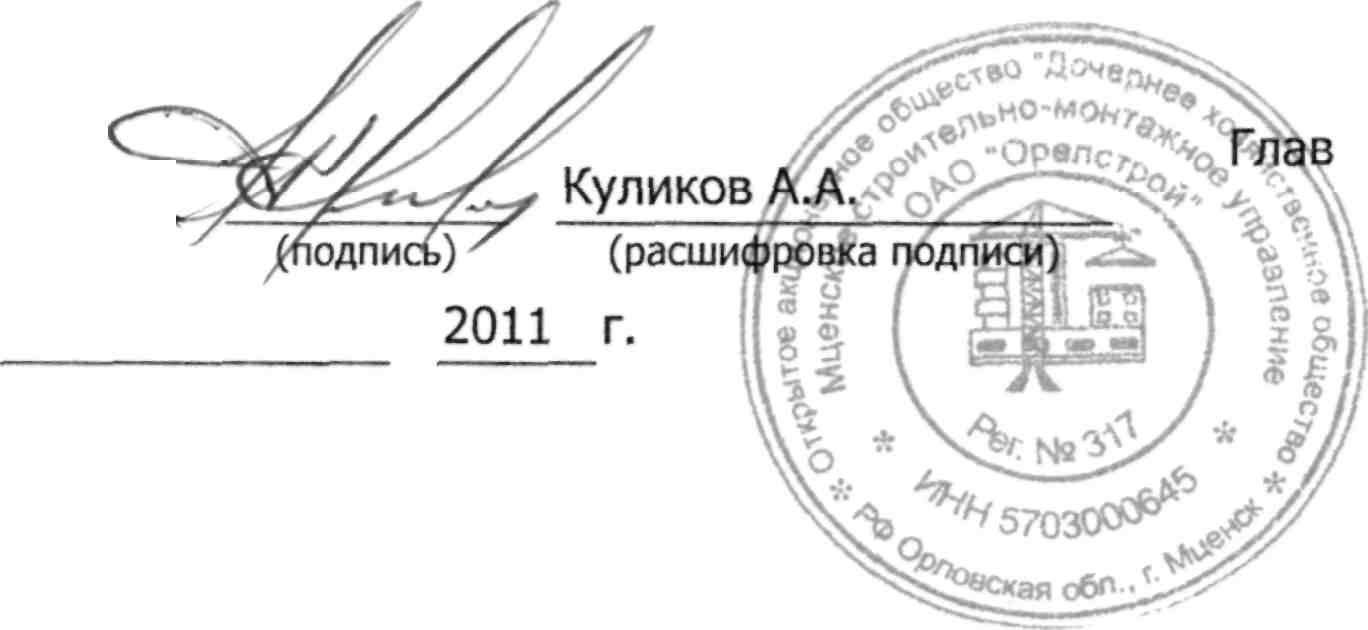 Глав
Куликов А.А.
(подпись) (расшифровка подписи)
2011 г.
Открытое акционерное общество "Дочернее хозяйственное общество
Мценское строительно-монтажное управление
ОАО "Орелстрой"
Рег. № 317
* ИНН 5703000645 *
* РФ Орловская обл., г. Мценск *